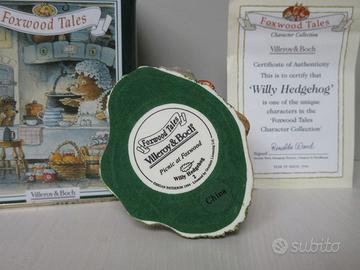 Foxwood Tales
Villeroy & Boch
Foxwood Tales
Villeroy & Boch
Picnic at Foxwood
Willy Hedgehog
2
China
Foxwood Tales
Character Collection
Villeroy & Boch
Certificate of Authenticity
This is to certify that
'Willy Hedgehog'
is one of the unique
characters in the
'Foxwood Tales
Character Collection'
Signed
subito